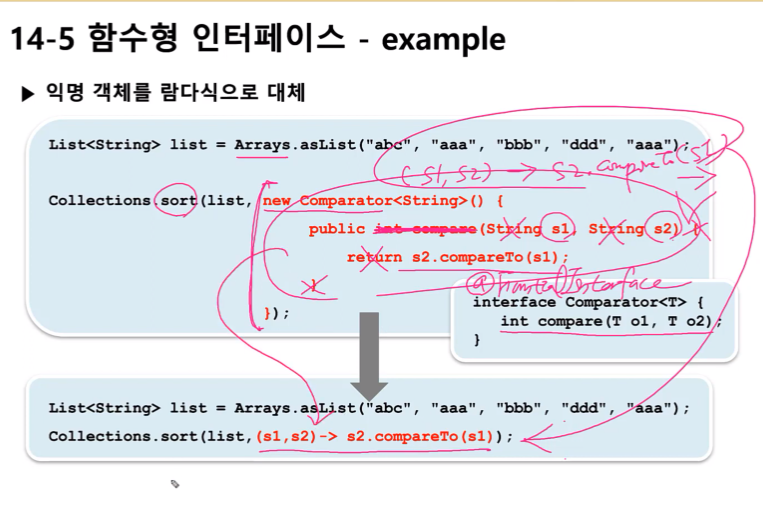 14-5 함수형 인터페이스 - example
▶ 익명 객체를 람다식으로 대체
List<String> list = Arrays.asList("abc", "aaa", "bbb", "ddd", "aaa");
(s1, s2) → s2.compareTo(s1)
Collections.sort(list, new Comparator<String>() {
public int compare(String s1, String s2) {
return s2.compareTo(s1);
}
@FunctionalInterface
});
interface Comparator<T> {
int compare(T o1, T o2);
}
List<String> list = Arrays.asList("abc", "aaa", "bbb", "ddd", "aaa");
Collections.sort(list,(s1,s2)-> s2.compareTo(s1));